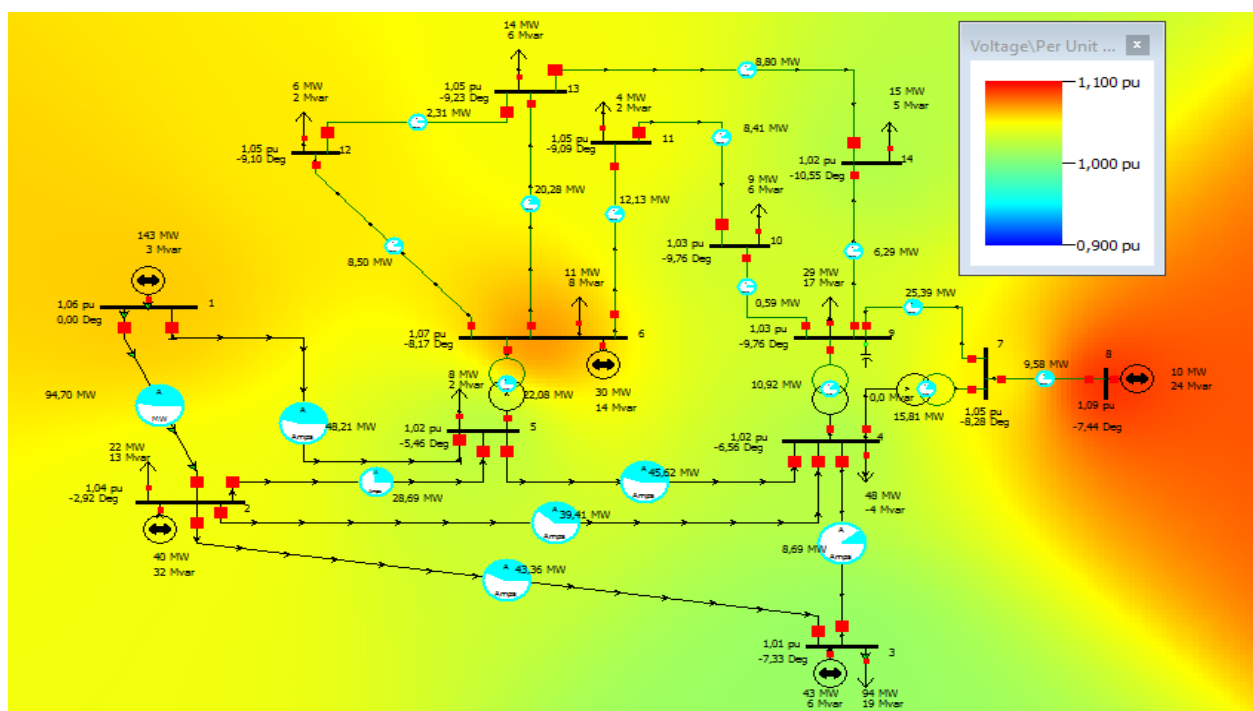 14 MW
6 Mvar
8,80 MW
Voltage\Per Unit ...
x
1,100 pu
1,000 pu
0,900 pu
1,05 pu
-9,23 Deg
13
6 MW
2 Mvar
2,31 MW
4 MW
2 Mvar
15 MW
5 Mvar
8,41 MW
1,05 pu
-9,10 Deg
12
1,05 pu
-9,09 Deg
11
1,02 pu
-10,55 Deg
14
20,28 MW
12,13 MW
9 MW
6 Mvar
143 MW
3 Mvar
8,50 MW
1,03 pu
-9,76 Deg
10
6,29 MW
11 MW
8 Mvar
29 MW
17 Mvar
0,59 MW
25,39 MW
1,06 pu
0,00 Deg
1
1,07 pu
-8,17 Deg
6
1,03 pu
-9,76 Deg
9
7
9,58 MW
8
10 MW
24 Mvar
94,70 MW
A
MW
A
Amps
48,21 MW
8 MW
2 Mvar
22,08 MW
30 MW
14 Mvar
10,92 MW
0,0 Mvar
15,81 MW
1,05 pu
-8,28 Deg
1,09 pu
-7,44 Deg
1,02 pu
-5,46 Deg
5
1,02 pu
-6,56 Deg
4
22 MW
13 Mvar
1,04 pu
-2,92 Deg
2
A
28,69 MW
A
Amps
45,62 MW
48 MW
-4 Mvar
A
Amps
39,41 MW
8,69 MW
A
Amps
40 MW
32 Mvar
A
Amps
43,36 MW
1,01 pu
-7,33 Deg
3
43 MW
6 Mvar
94 MW
19 Mvar